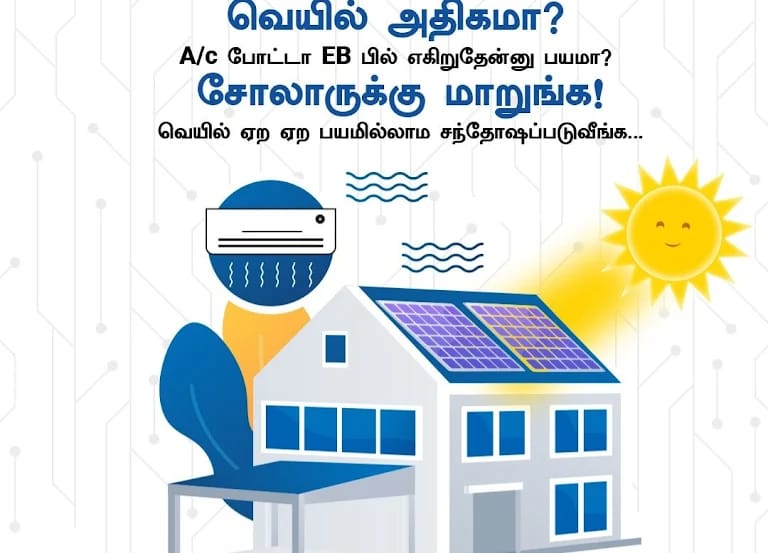 வெயில் அதிகமா?
A/c போட்டா EB பில் எகிறுதேன்னு பயமா?
சோலாருக்கு மாறுங்க!
வெயில் ஏற ஏற பயமில்லாம சந்தோஷப்படுவீங்க...